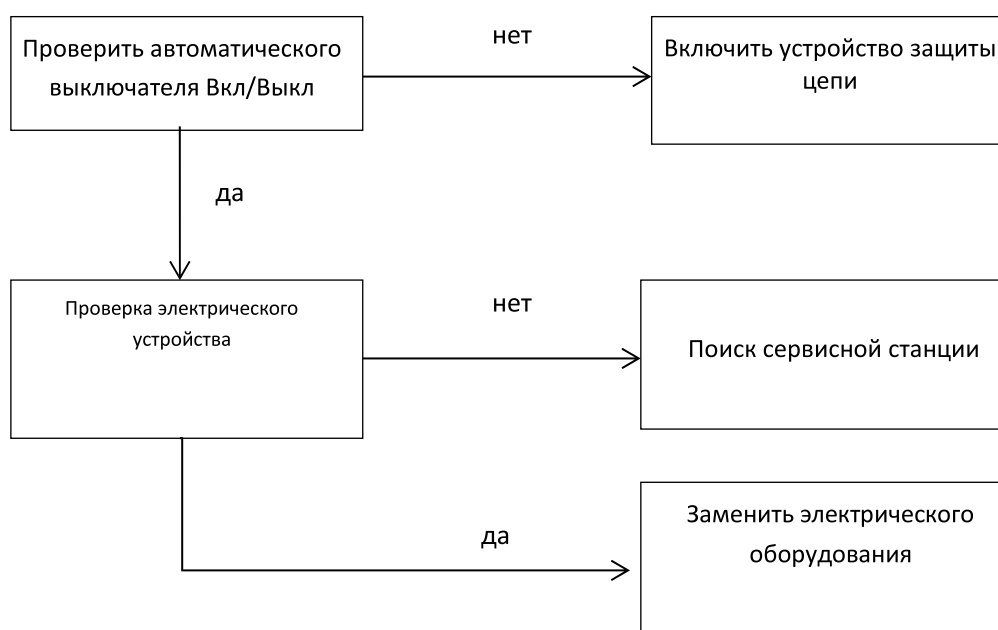 Проверить автоматического
выключателя Вкл/Выкл
нет
Включить устройство защиты
цепи
да
Проверка электрического
устройства
нет
Поиск сервисной станции
да
Заменить электрического
оборудования